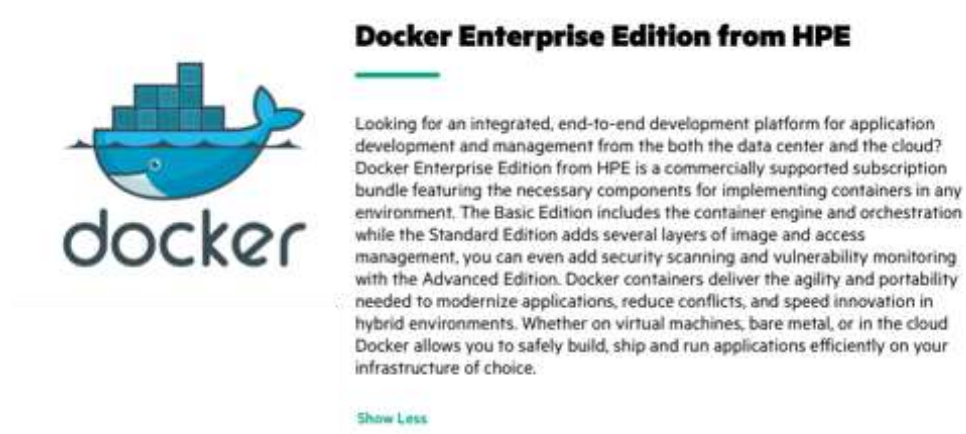 docker
Docker Enterprise Edition from HPE
Looking for an integrated, end-to-end development platform for application
development and management from the both the data center and the cloud?
Docker Enterprise Edition from HPE is a commercially supported subscription
bundle featuring the necessary components for implementing containers in any
environment. The Basic Edition includes the container engine and orchestration
while the Standard Edition adds several layers of image and access
management, you can even add security scanning and vulnerability monitoring
with the Advanced Edition. Docker containers deliver the agility and portability
needed to modernize applications, reduce conflicts, and speed innovation in
hybrid environments. Whether on virtual machines, bare metal, or in the cloud
Docker allows you to safely build, ship and run applications efficiently on your
infrastructure of choice.
Show Less